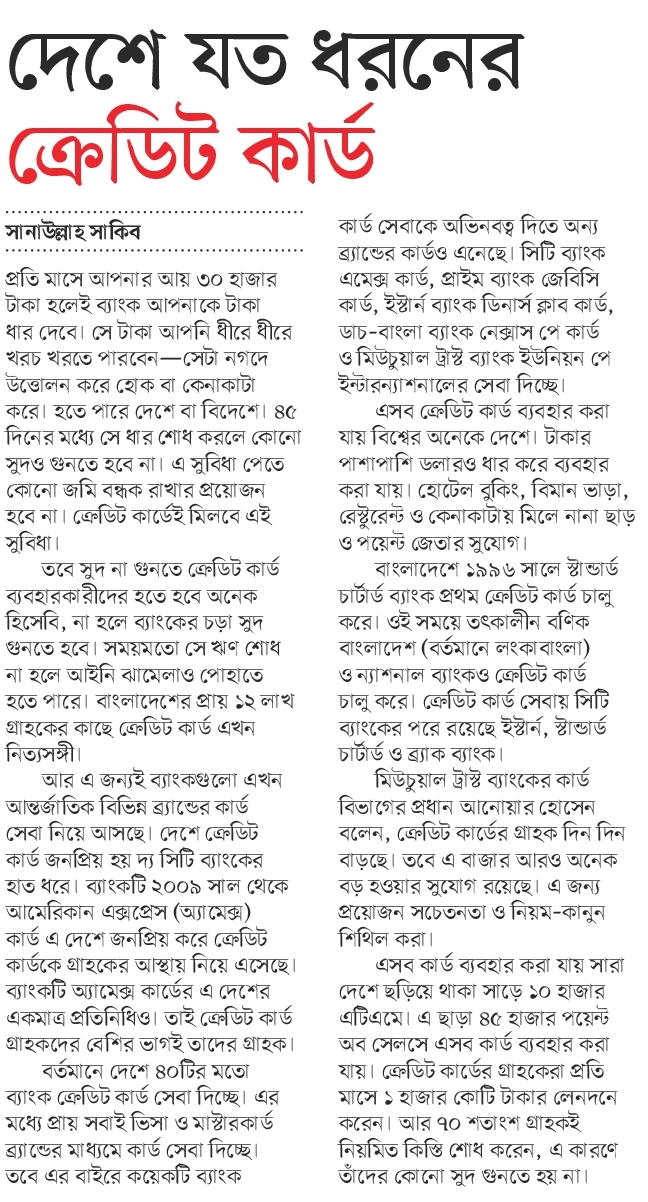 দেশে যত ধরনের
ক্রেডিট কার্ড
সানাউল্লাহ সাকিব
প্রতি মাসে আপনার আয় ৩০ হাজার
টাকা হলেই ব্যাংক আপনাকে টাকা
ধার দেবে। সে টাকা আপনি ধীরে ধীরে
খরচ খরতে পারবেন—সেটা নগদে
উত্তোলন করে হোক বা কেনাকাটা
করে। হতে পারে দেশে বা বিদেশে। ৪৫
দিনের মধ্যে সে ধার শোধ করলে কোনো
সুদও গুনতে হবে না। এ সুবিধা পেতে
কোনো জমি বন্ধক রাখার প্রয়োজন
হবে না। ক্রেডিট কার্ডেই মিলবে এই
সুবিধা।
তবে সুদ না গুনতে ক্রেডিট কার্ড
ব্যবহারকারীদের হতে হবে অনেক
হিসেবি, না হলে ব্যাংকের চড়া সুদ
গুনতে হবে। সময়মতো সে ঋণ শোধ
না হলে আইনি ঝামেলাও পোহাতে
হতে পারে। বাংলাদেশের প্রায় ১২ লাখ
গ্রাহকের কাছে ক্রেডিট কার্ড এখন
নিত্যসঙ্গী।
আর এ জন্যই ব্যাংকগুলো এখন
আন্তর্জাতিক বিভিন্ন ব্র্যান্ডের কার্ড
সেবা নিয়ে আসছে। দেশে ক্রেডিট
কার্ড জনপ্রিয় হয় দ্য সিটি ব্যাংকের
হাত ধরে। ব্যাংকটি ২০০৯ সাল থেকে
আমেরিকান এক্সপ্রেস (অ্যামেক্স)
কার্ড এ দেশে জনপ্রিয় করে ক্রেডিট
কার্ডকে গ্রাহকের আস্থায় নিয়ে এসেছে।
ব্যাংকটি অ্যামেক্স কার্ডের এ দেশের
একমাত্র প্রতিনিধিও। তাই ক্রেডিট কার্ড
গ্রাহকদের বেশির ভাগই তাদের গ্রাহক।
বর্তমানে দেশে ৪০টির মতো
ব্যাংক ক্রেডিট কার্ড সেবা দিচ্ছে। এর
মধ্যে প্রায় সবাই ভিসা ও মাস্টারকার্ড
ব্র্যান্ডের মাধ্যমে কার্ড সেবা দিচ্ছে।
তবে এর বাইরে কয়েকটি ব্যাংক
কার্ড সেবাকে অভিনবত্ব দিতে অন্য
ব্র্যান্ডের কার্ডও এনেছে। সিটি ব্যাংক
এমেক্স কার্ড, প্রাইম ব্যাংক জেবিসি
কার্ড, ইস্টার্ন ব্যাংক ডিনার্স ক্লাব কার্ড,
ডাচ-বাংলা ব্যাংক নেক্সাস পে কার্ড
ও মিউচুয়াল ট্রাস্ট ব্যাংক ইউনিয়ন পে
ইন্টারন্যাশনালের সেবা দিচ্ছে।
এসব ক্রেডিট কার্ড ব্যবহার করা
যায় বিশ্বের অনেকে দেশে। টাকার
পাশাপাশি ডলারও ধার করে ব্যবহার
করা যায়। হোটেল বুকিং, বিমান ভাড়া,
রেস্টুরেন্ট ও কেনাকাটায় মিলে নানা ছাড়
ও পয়েন্ট জেতার সুযোগ।
বাংলাদেশে ১৯৯৬ সালে স্টান্ডার্ড
চার্টার্ড ব্যাংক প্রথম ক্রেডিট কার্ড চালু
করে। ওই সময়ে তৎকালীন বণিক
বাংলাদেশ (বর্তমানে লংকাবাংলা)
ও ন্যাশনাল ব্যাংকও ক্রেডিট কার্ড
চালু করে। ক্রেডিট কার্ড সেবায় সিটি
ব্যাংকের পরে রয়েছে ইস্টার্ন, স্টান্ডার্ড
চার্টার্ড ও ব্র্যাক ব্যাংক।
মিউচুয়াল ট্রাস্ট ব্যাংকের কার্ড
বিভাগের প্রধান আনোয়ার হোসেন
বলেন, ক্রেডিট কার্ডের গ্রাহক দিন দিন
বাড়ছে। তবে এ বাজার আরও অনেক
বড় হওয়ার সুযোগ রয়েছে। এ জন্য
প্রয়োজন সচেতনতা ও নিয়ম-কানুন
শিথিল করা।
এসব কার্ড ব্যবহার করা যায় সারা
দেশে ছড়িয়ে থাকা সাড়ে ১০ হাজার
এটিএমে। এ ছাড়া ৪৫ হাজার পয়েন্ট
অব সেলসে এসব কার্ড ব্যবহার করা
যায়। ক্রেডিট কার্ডের গ্রাহকেরা প্রতি
মাসে ১ হাজার কোটি টাকার লেনদেন
করেন। আর ৭০ শতাংশ গ্রাহকই
নিয়মিত কিস্তি শোধ করেন, এ কারণে
তাঁদের কোনো সুদ গুনতে হয় না।